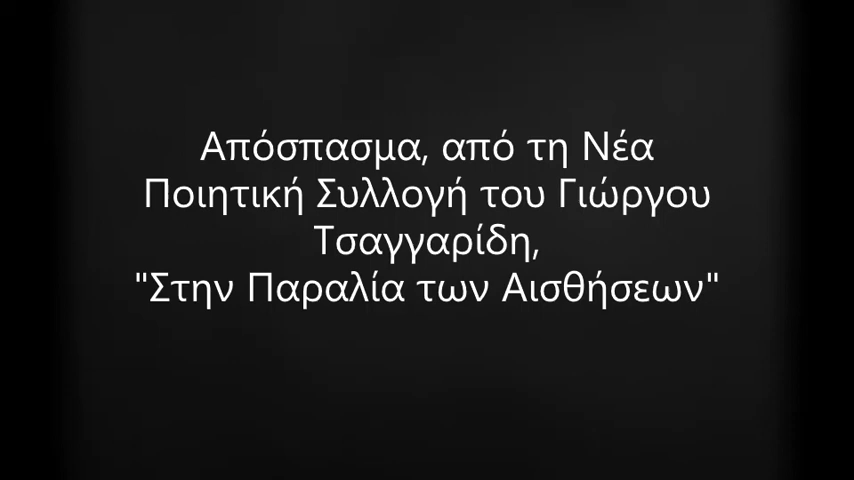 Απόσπασμα, από τη Νέα
Ποιητική Συλλογή του Γιώργου
Τσαγγαρίδη,
"Στην Παραλία των Αισθήσεων"